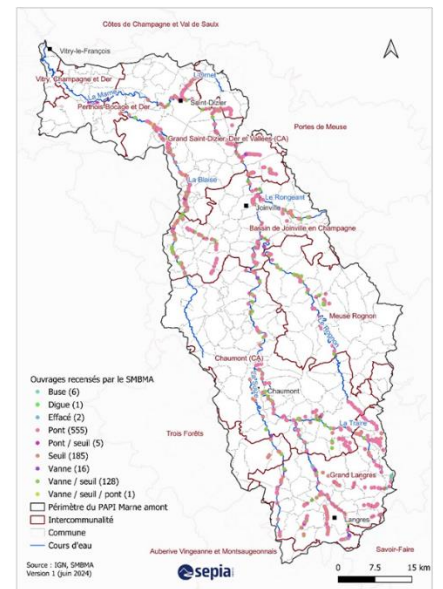 Côtes de Champagne et Val de Saulx
Vitry-le-François
Vitry, Champagne et Der
La Marne
Perthois-Bocage et Der
Saint-Dizier
Grand Saint-Dizier, Der et Vallées (CA)
Portes de Meuse
La Blaise
Le Rongeant
Joinville
Bassin de Joinville en Champagne
Meuse Rognon
Le Rognon
Chaumont (CA)
Chaumont
La Marne
La Traire
Trois Forêts
Grand Langres
Langres
Auberive Vingeanne et Montsaugeonnais
Savoir-Faire
Ouvrages recensés par le SMBMA
Buse (6)
Digue (1)
Effacé (2)
Pont (555)
Pont / seuil (5)
Seuil (185)
Vanne (16)
Vanne / seuil (128)
Vanne / seuil / pont (1)
Périmètre du PAPI Marne amont
Intercommunalité
Commune
Cours d'eau
Source : IGN, SMBMA
Version 1 (juin 2024)
sepia
0 7.5 15 km